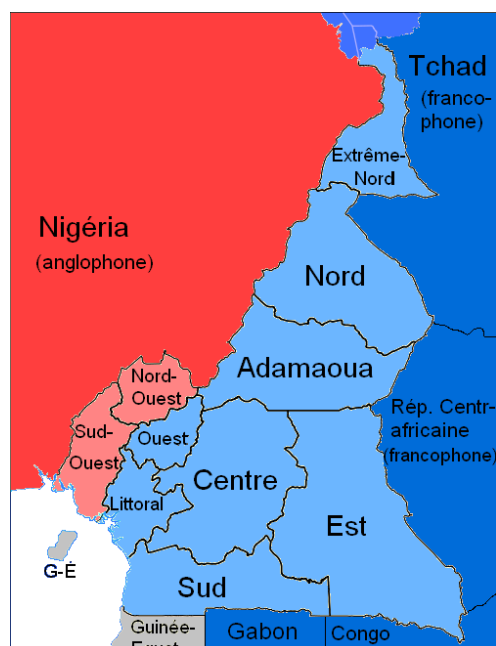 Tchad
(franco-
phone)
Extrême-
Nord
Nigéria
(anglophone)
Nord
Adamaoua
Nord-
Ouest
Rép. Centr-
africaine
(francophone)
Sud-
Ouest
Ouest
Centre
Littoral
Est
G-É
Sud
Guinée-
Gabon
Congo